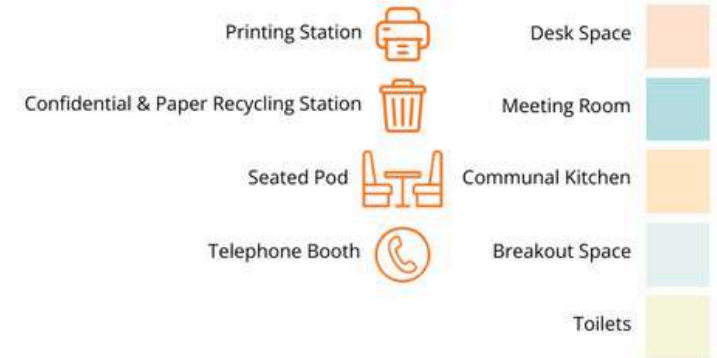 Printing Station
Desk Space
Confidential & Paper Recycling Station
Meeting Room
Seated Pod
Communal Kitchen
Telephone Booth
Breakout Space
Toilets